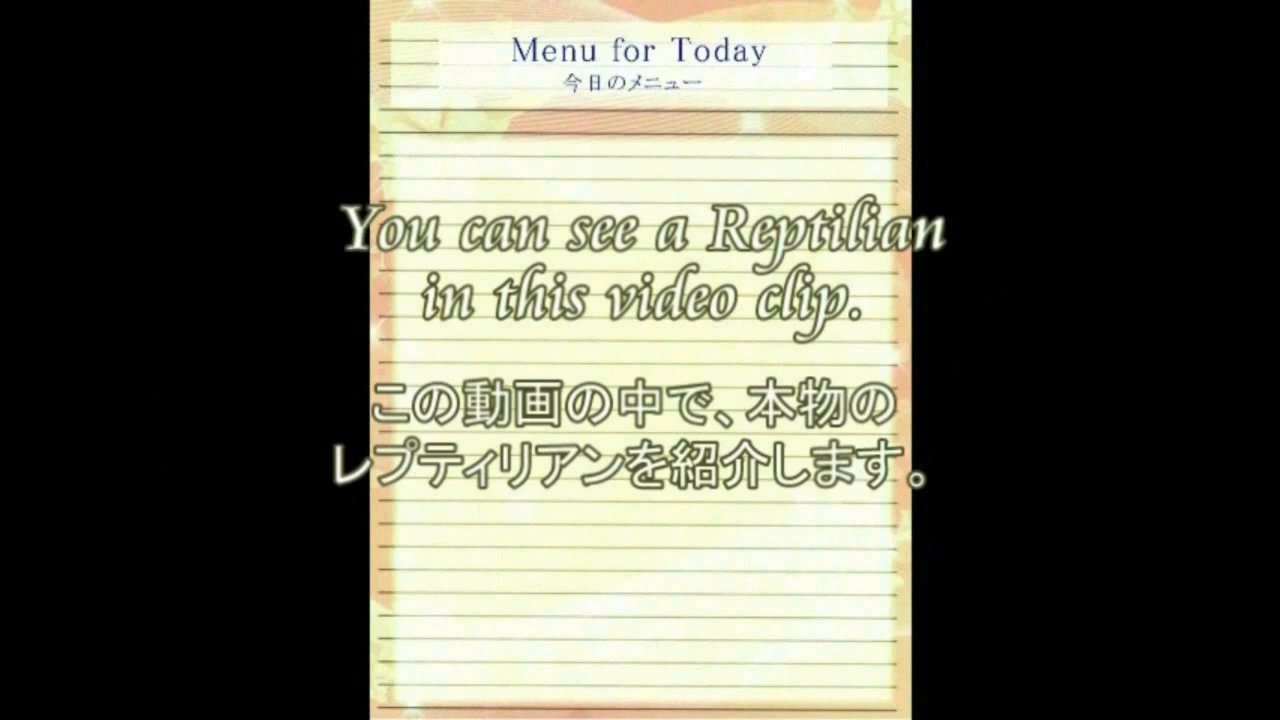 Menu for Today
今日のメニュー
You can see a Reptilian
in this video clip.
この動画の中で、本物の
レプティリアンを紹介します。